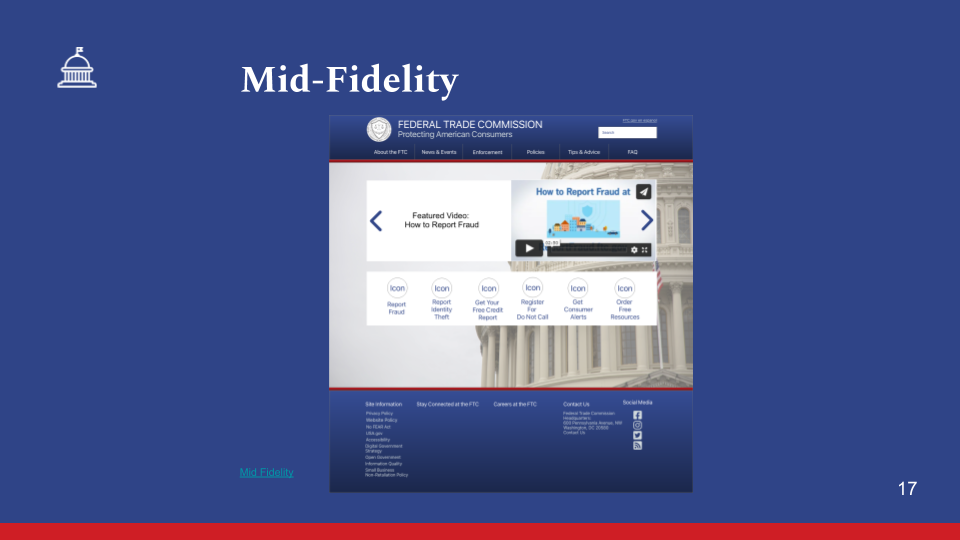 Mid-Fidelity
FEDERAL TRADE COMMISSION
Protecting American Consumers
Search
About the FTC
News & Events
Enforcement
Policies
Tips & Advice
FAQ
Featured Video:
How to Report Fraud
How to Report Fraud at
Icon
Report
Fraud
Icon
Report
Identity
Theft
Icon
Get Your
Free Credit
Report
Icon
Register
For
Do Not Call
Icon
Get
Consumer
Alerts
Icon
Order
Free
Resources
Site Information
Privacy Policy
Website Policy
No FEAR Act
USA.gov
Accessibility
Digital Government
Strategy
Open Government
Information Quality
Small Business
Non-Retaliation Policy
Stay Connected at the FTC
Careers at the FTC
Contact Us
Federal Trade Commission
Headquarters
600 Pennsylvania Avenue, NW
Washington, DC 20580
Contact Us
Social Media
Mid Fidelity
17